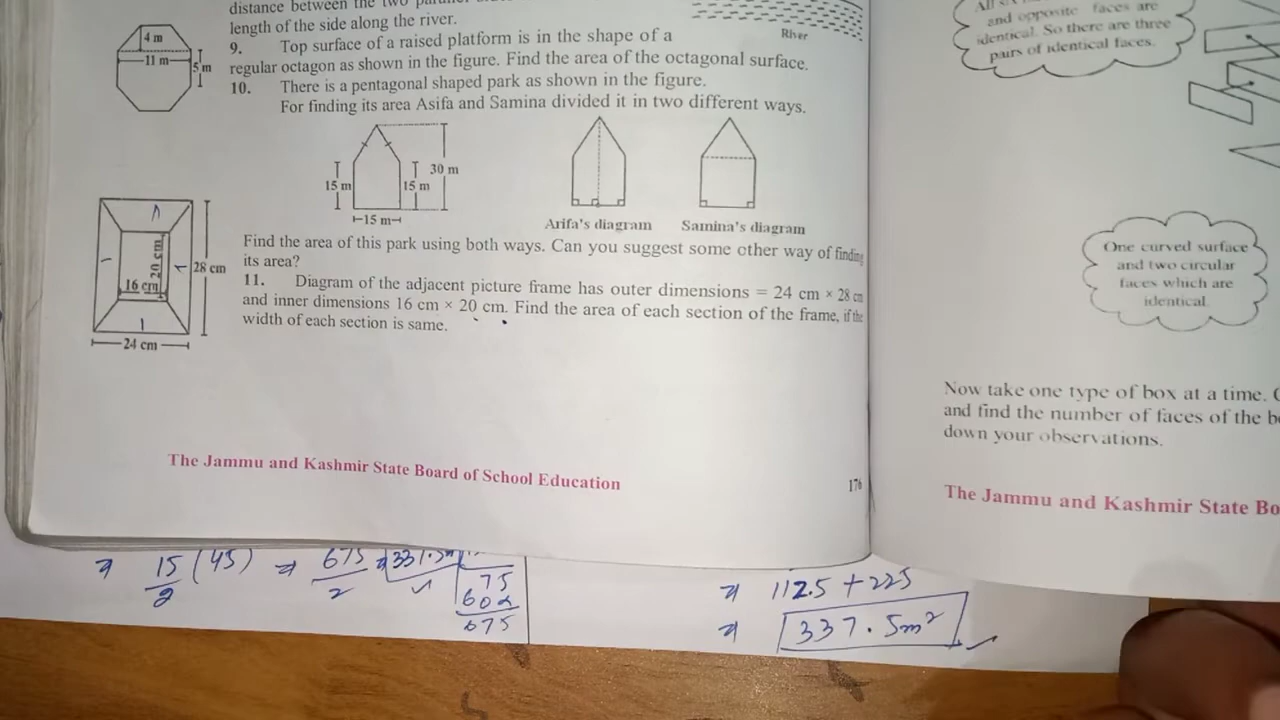 distance between the two
length of the side along the river.
River
9. Top surface of a raised platform is in the shape of a
regular octagon as shown in the figure. Find the area of the octagonal surface.
4 m
11 m
5 m
10. There is a pentagonal shaped park as shown in the figure.
For finding its area Asifa and Samina divided it in two different ways.
15 m
15 m
30 m
15 m
Arifa's diagram
Samina's diagram
Find the area of this park using both ways. Can you suggest some other way of finding
its area?
11. Diagram of the adjacent picture frame has outer dimensions = 24 cm × 28 cm
and inner dimensions 16 cm × 20 cm. Find the area of each section of the frame, if the
width of each section is same.
20 cm
16 cm
28 cm
24 cm
The Jammu and Kashmir State Board of School Education
176
and opposite faces are
identical. So there are three
pairs of identical faces.
One curved surface
and two circular
faces which are
identical.
Now take one type of box at a time.
and find the number of faces of the
down your observations.
The Jammu and Kashmir State Bo
⇒ 15/2 (45) ⇒ 675/2
75
675
⇒ 112.5 + 225
⇒ 337.5m²